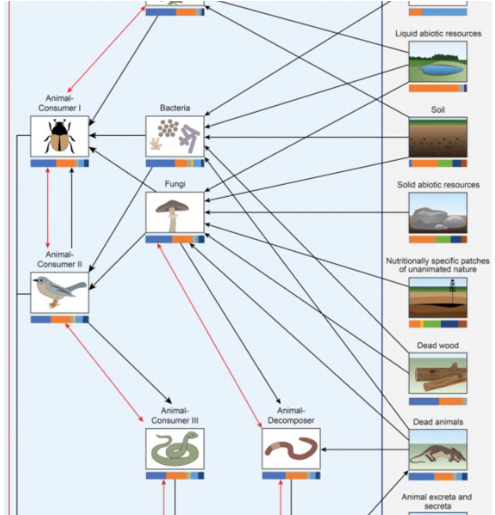 Liquid abiotic resources
Animal-
Consumer I
Bacteria
Soil
Fungi
Solid abiotic resources
Animal-
Consumer II
Nutritionally specific patches
of unanimated nature
Dead wood
Animal-
Consumer III
Animal-
Decomposer
Dead animals
Animal excreta and
secreta